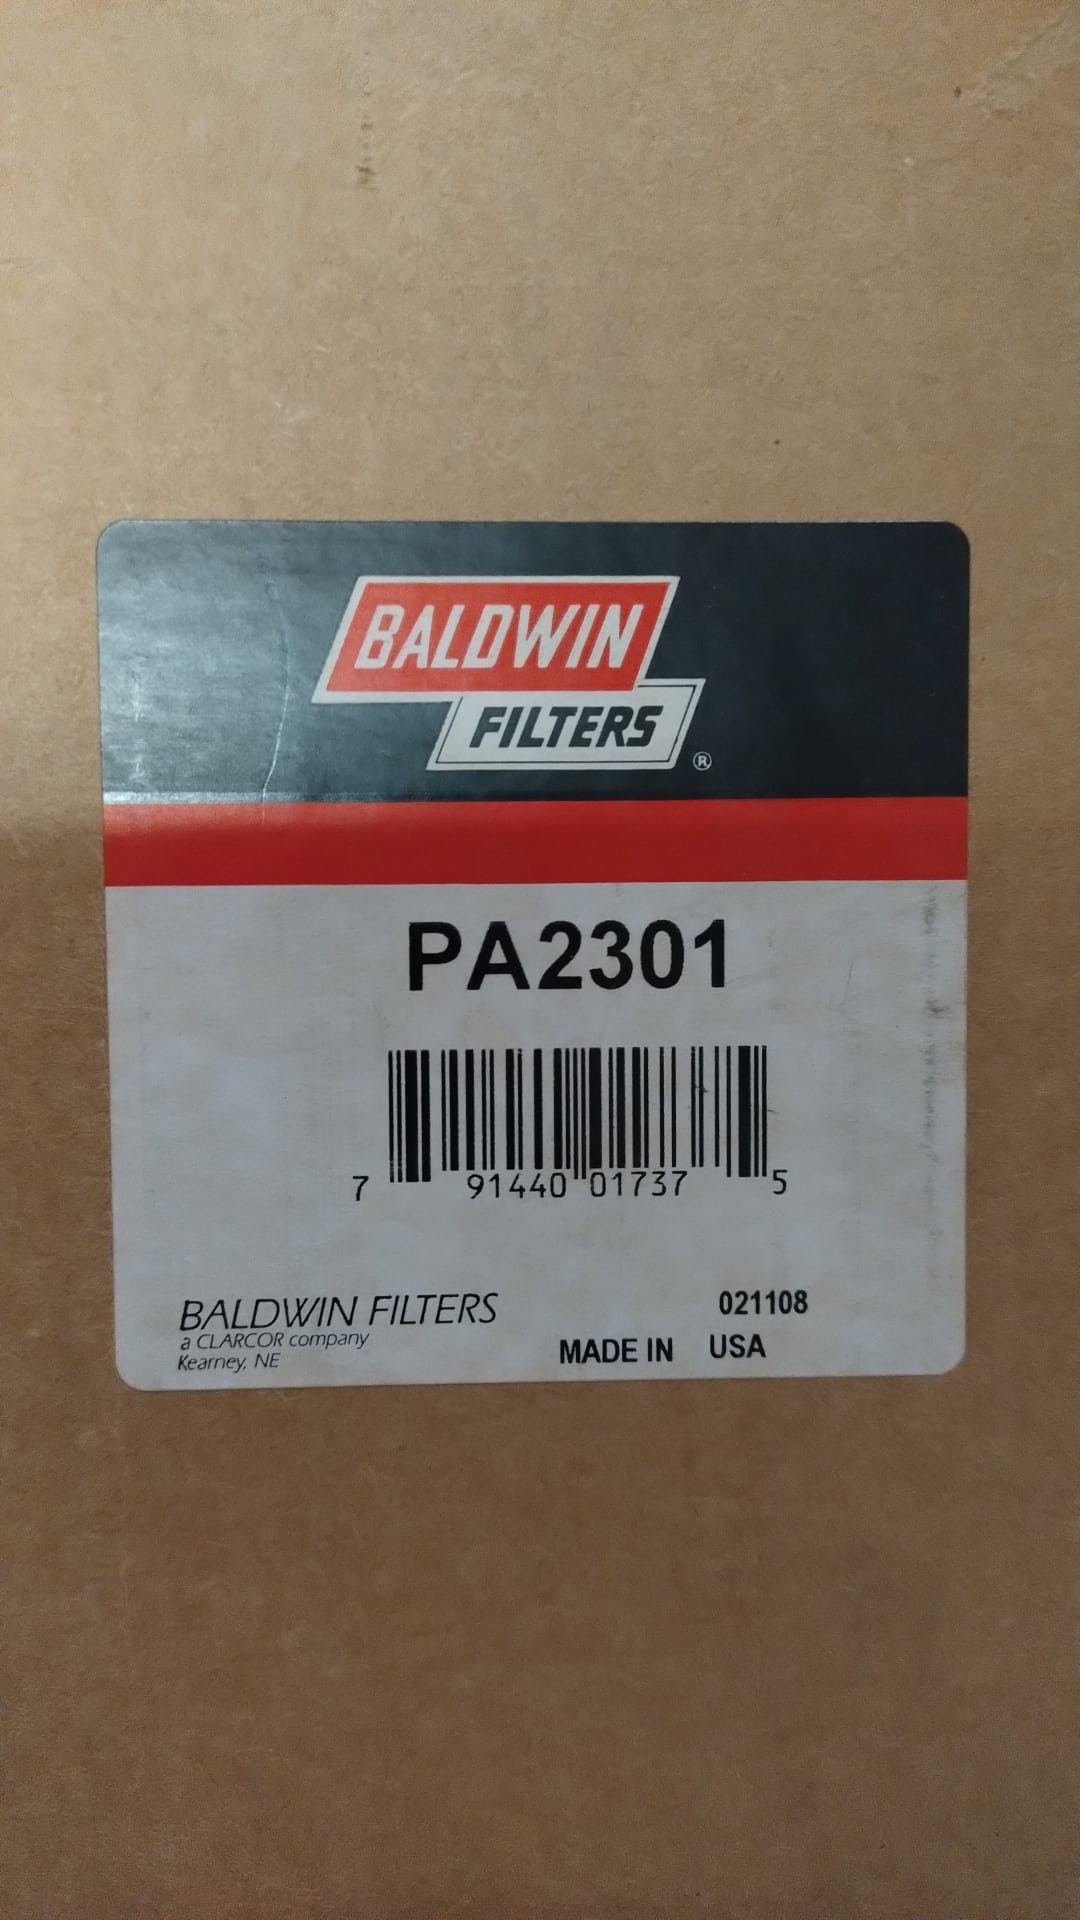 BALDWIN
FILTERS
®
PA2301
7 91440 01737 5
BALDWIN FILTERS
a CLARCOR company
Kearney, NE
021108
MADE IN USA